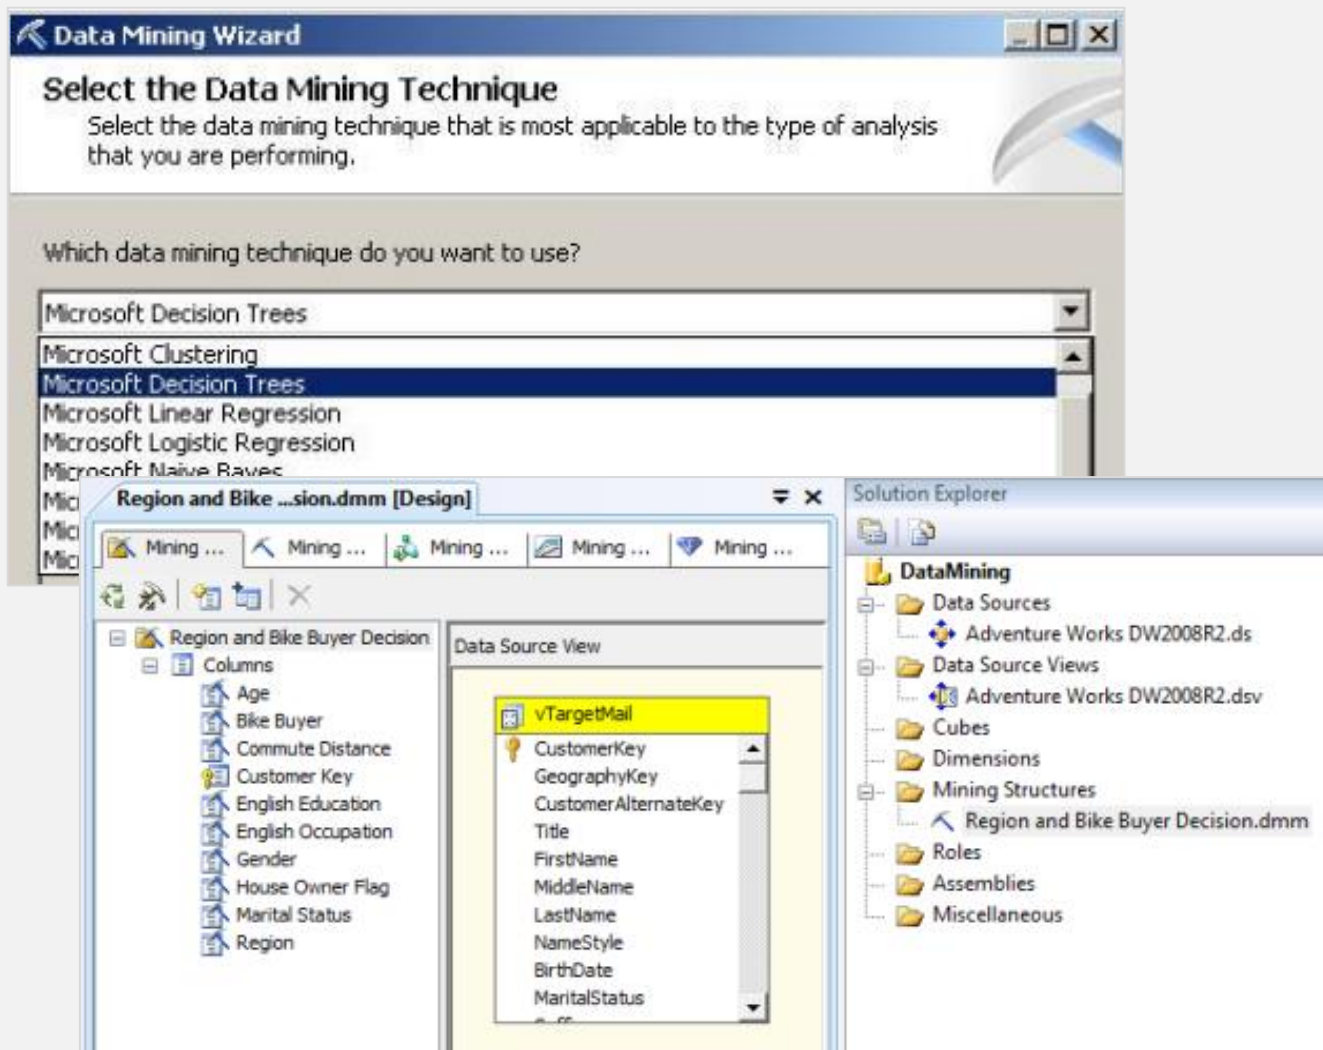 Data Mining Wizard
Select the Data Mining Technique
Select the data mining technique that is most applicable to the type of analysis
that you are performing.
Which data mining technique do you want to use?
Microsoft Decision Trees
Microsoft Clustering
Microsoft Decision Trees
Microsoft Linear Regression
Microsoft Logistic Regression
Microsoft Naive Bayes
Region and Bike ...sion.dmm [Design]
Mining ... Mining ... Mining ... Mining ... Mining ...
Region and Bike Buyer Decision
Columns
Age
Bike Buyer
Commute Distance
Customer Key
English Education
English Occupation
Gender
House Owner Flag
Marital Status
Region
Data Source View
vTargetMail
CustomerKey
GeographyKey
CustomerAlternateKey
Title
FirstName
MiddleName
LastName
NameStyle
BirthDate
MaritalStatus
Solution Explorer
DataMining
Data Sources
Adventure Works DW2008R2.ds
Data Source Views
Adventure Works DW2008R2.dsv
Cubes
Dimensions
Mining Structures
Region and Bike Buyer Decision.dmm
Roles
Assemblies
Miscellaneous